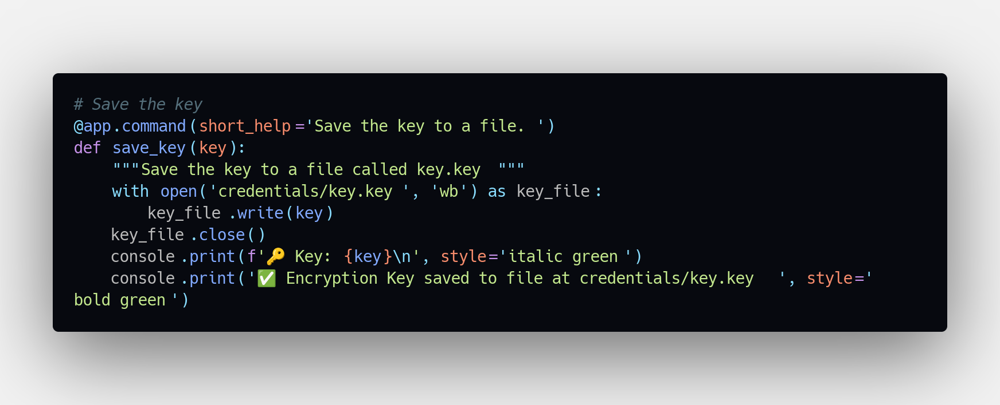 # Save the key
@app.command(short_help='Save the key to a file. ')
def save_key(key):
    """Save the key to a file called key.key """
    with open('credentials/key.key ', 'wb') as key_file:
        key_file.write(key)
    key_file.close()
    console.print(f'🔑 Key: {key}\n', style='italic green')
    console.print('✅ Encryption Key saved to file at credentials/key.key ', style='
bold green')